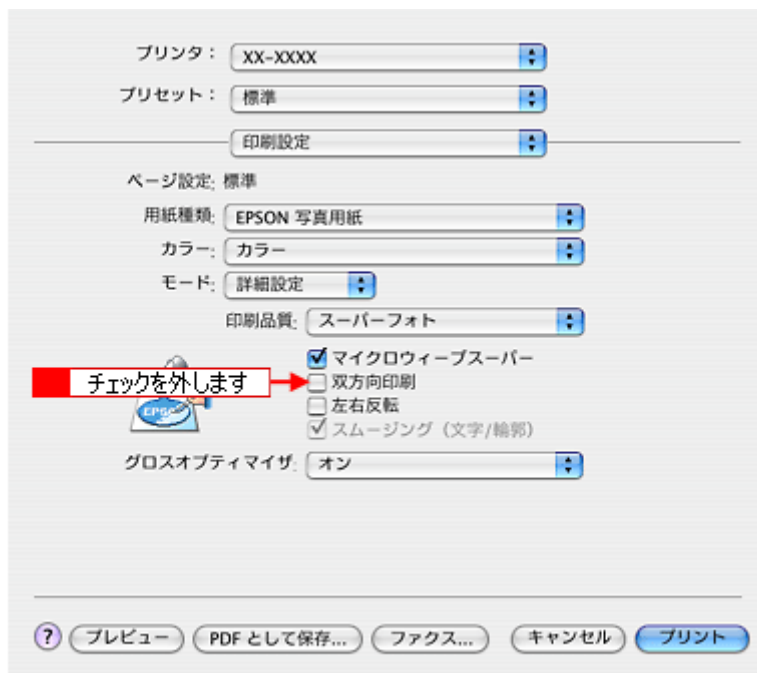 プリンタ： XX-XXXX
プリセット： 標準
印刷設定
ページ設定: 標準
用紙種類: EPSON 写真用紙
カラー: カラー
モード: 詳細設定
印刷品質: スーパーフォト
マイクロウィーブスーパー
チェックを外します 双方向印刷
左右反転
EPSON
スムージング（文字/輪郭）
グロスオプティマイザ: オン
? プレビュー PDF として保存... ファクス... キャンセル プリント